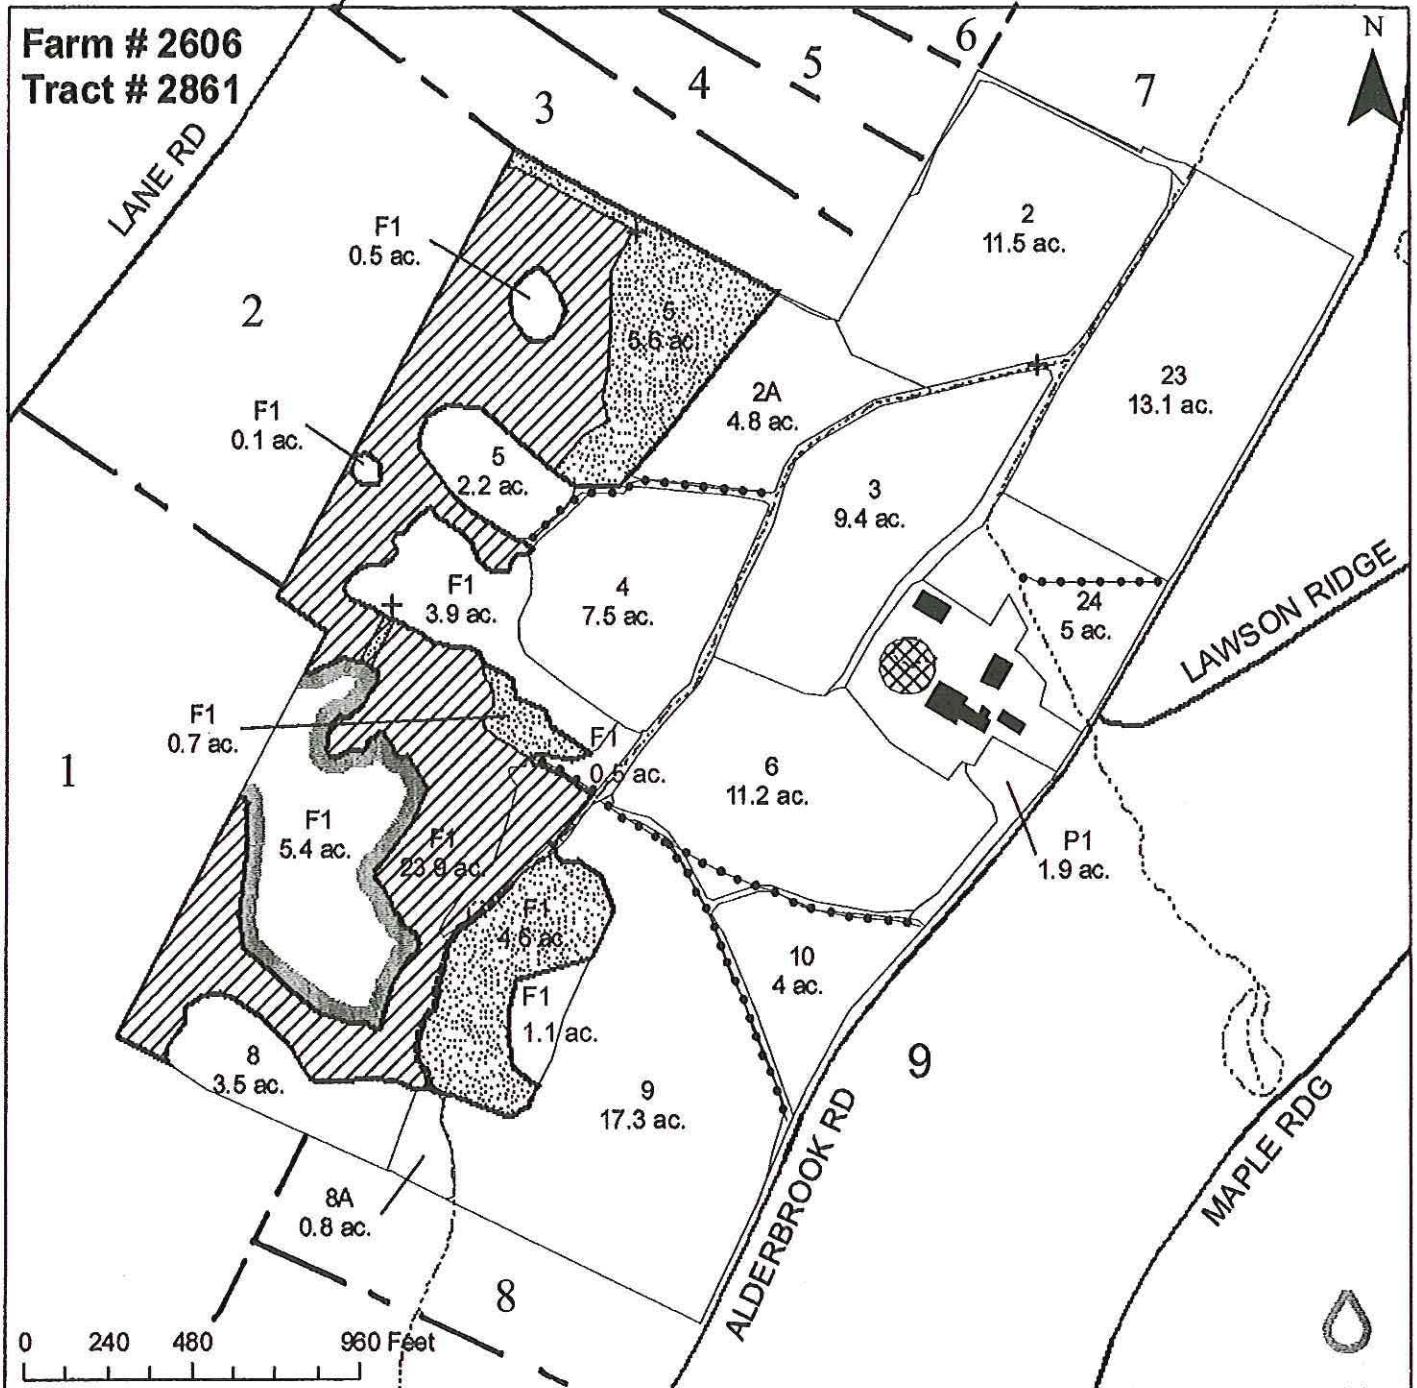 Farm # 2606
Tract # 2861
N
6
5
7
4
3
LANE RD
2
11.5 ac.
F1
0.5 ac.
2
5
5.6 ac.
23
13.1 ac.
2A
4.8 ac.
F1
0.1 ac.
5
2.2 ac.
3
9.4 ac.
F1
3.9 ac.
4
7.5 ac.
24
5 ac.
LAWSON RIDGE
F1
0.7 ac.
F1
0.5 ac.
1
6
11.2 ac.
F1
5.4 ac.
F1
23.9 ac.
P1
1.9 ac.
F1
4.6 ac.
10
4 ac.
F1
1.1 ac.
8
3.5 ac.
9
9
17.3 ac.
ALDERBROOK RD
MAPLE RDG
8A
0.8 ac.
8
0 240 480 960 Feet